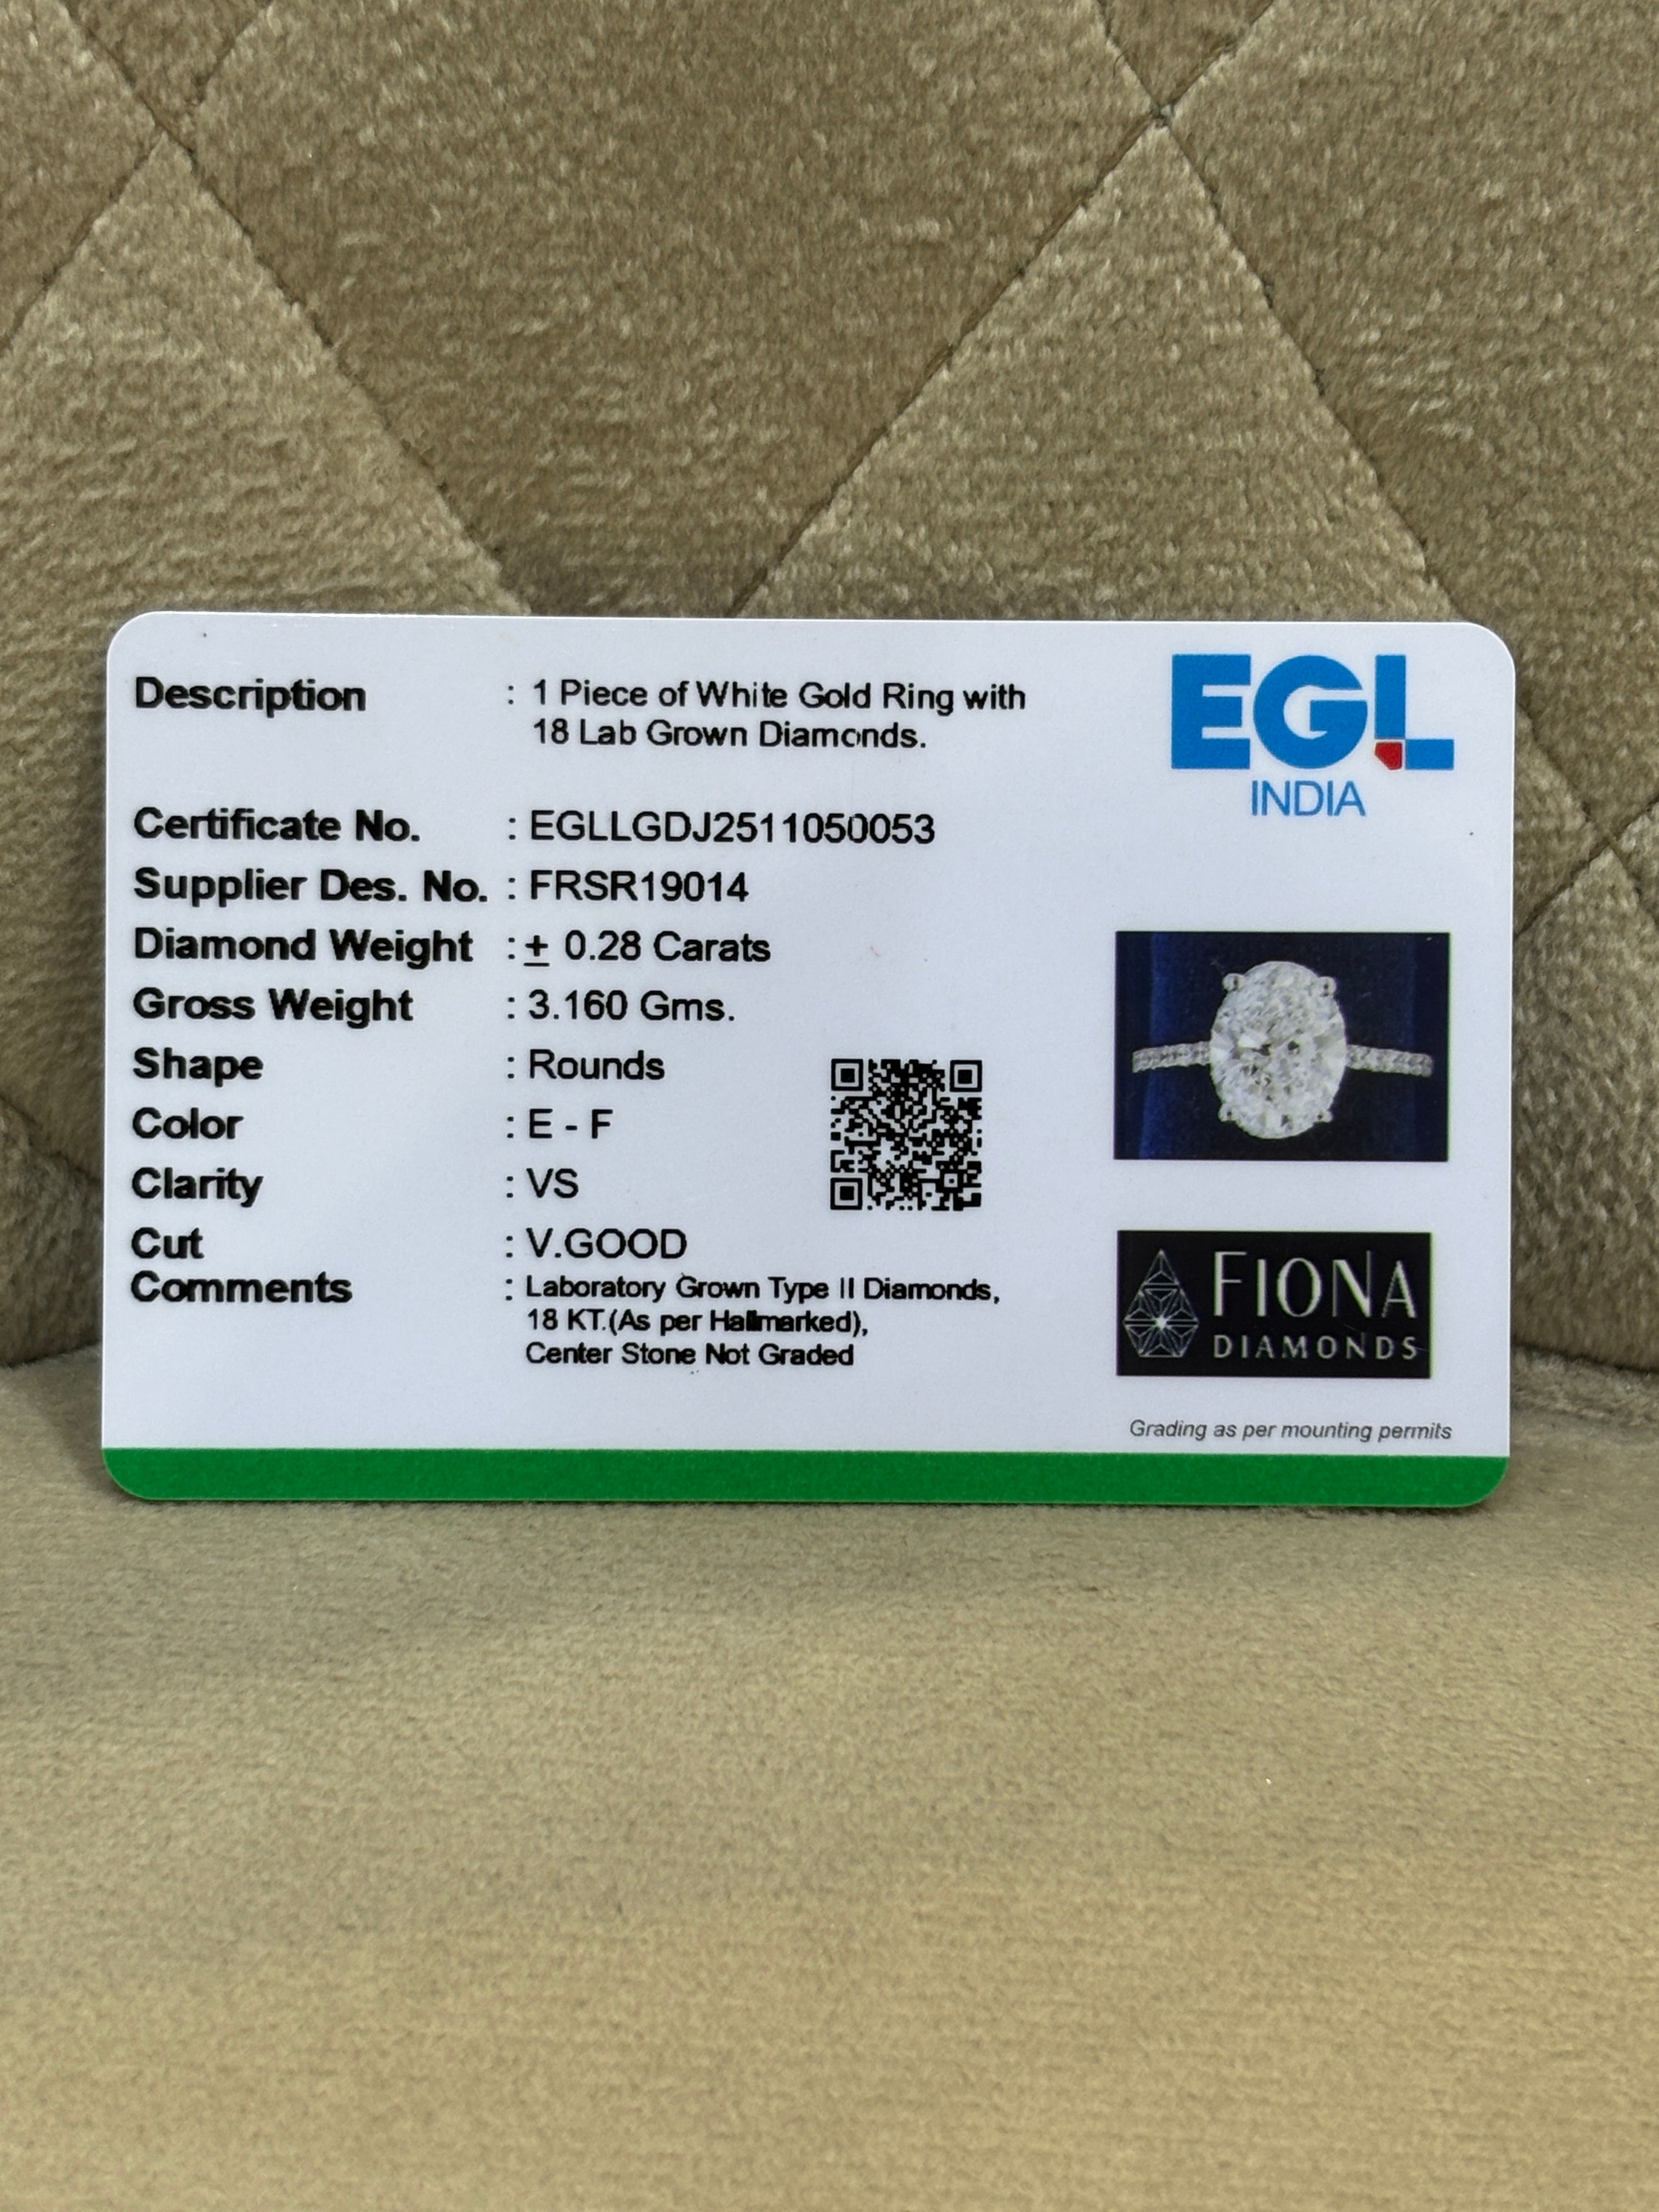 EGL
INDIA
Description : 1 Piece of White Gold Ring with
18 Lab Grown Diamonds.
Certificate No. : EGLLGDJ2511050053
Supplier Des. No. : FRSR19014
Diamond Weight : ± 0.28 Carats
Gross Weight : 3.160 Gms.
Shape : Rounds
Color : E - F
Clarity : VS
Cut : V.GOOD
Comments : Laboratory Grown Type II Diamonds,
18 KT.(As per Hallmarked),
Center Stone Not Graded
FIONA
DIAMONDS
Grading as per mounting permits